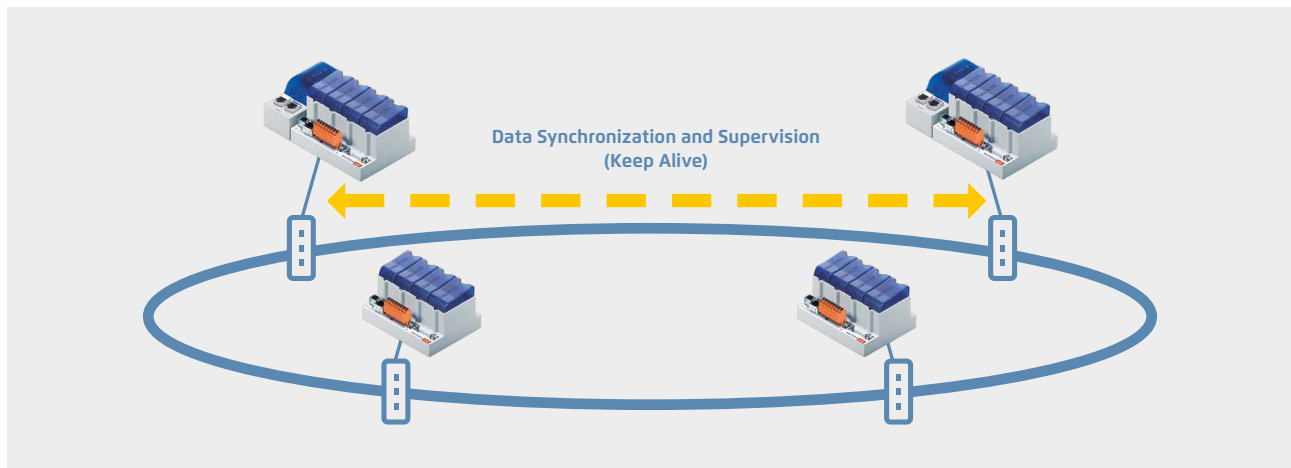 Data Synchronization and Supervision
(Keep Alive)